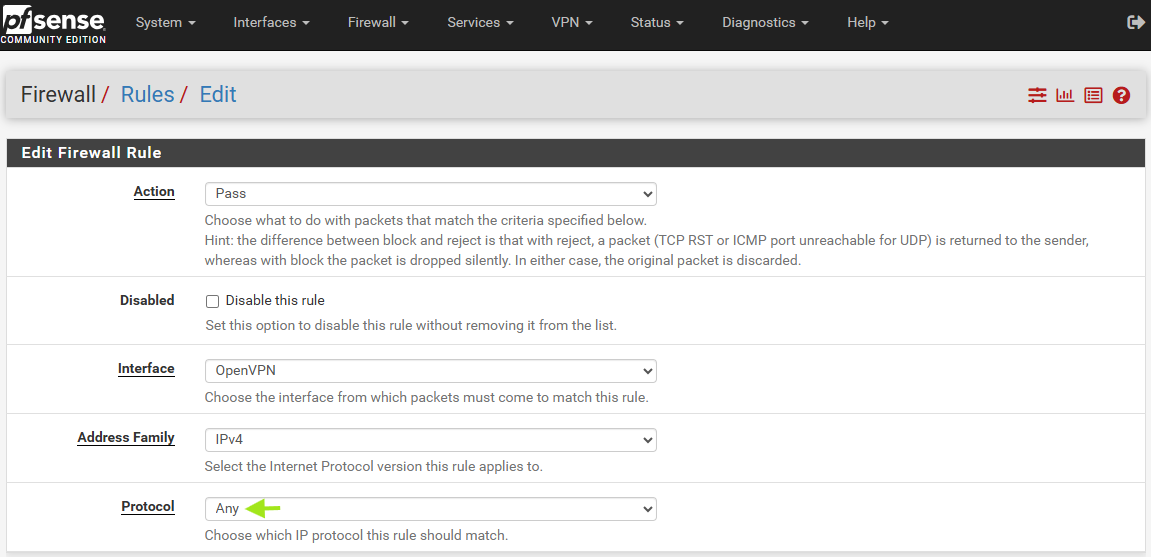 pfsense
COMMUNITY EDITION
System
Interfaces
Firewall
Services
VPN
Status
Diagnostics
Help
Firewall / Rules / Edit
Edit Firewall Rule
Action
Pass
Choose what to do with packets that match the criteria specified below.
Hint: the difference between block and reject is that with reject, a packet (TCP RST or ICMP port unreachable for UDP) is returned to the sender,
whereas with block the packet is dropped silently. In either case, the original packet is discarded.
Disabled
Disable this rule
Set this option to disable this rule without removing it from the list.
Interface
OpenVPN
Choose the interface from which packets must come to match this rule.
Address Family
IPv4
Select the Internet Protocol version this rule applies to.
Protocol
Any
Choose which IP protocol this rule should match.